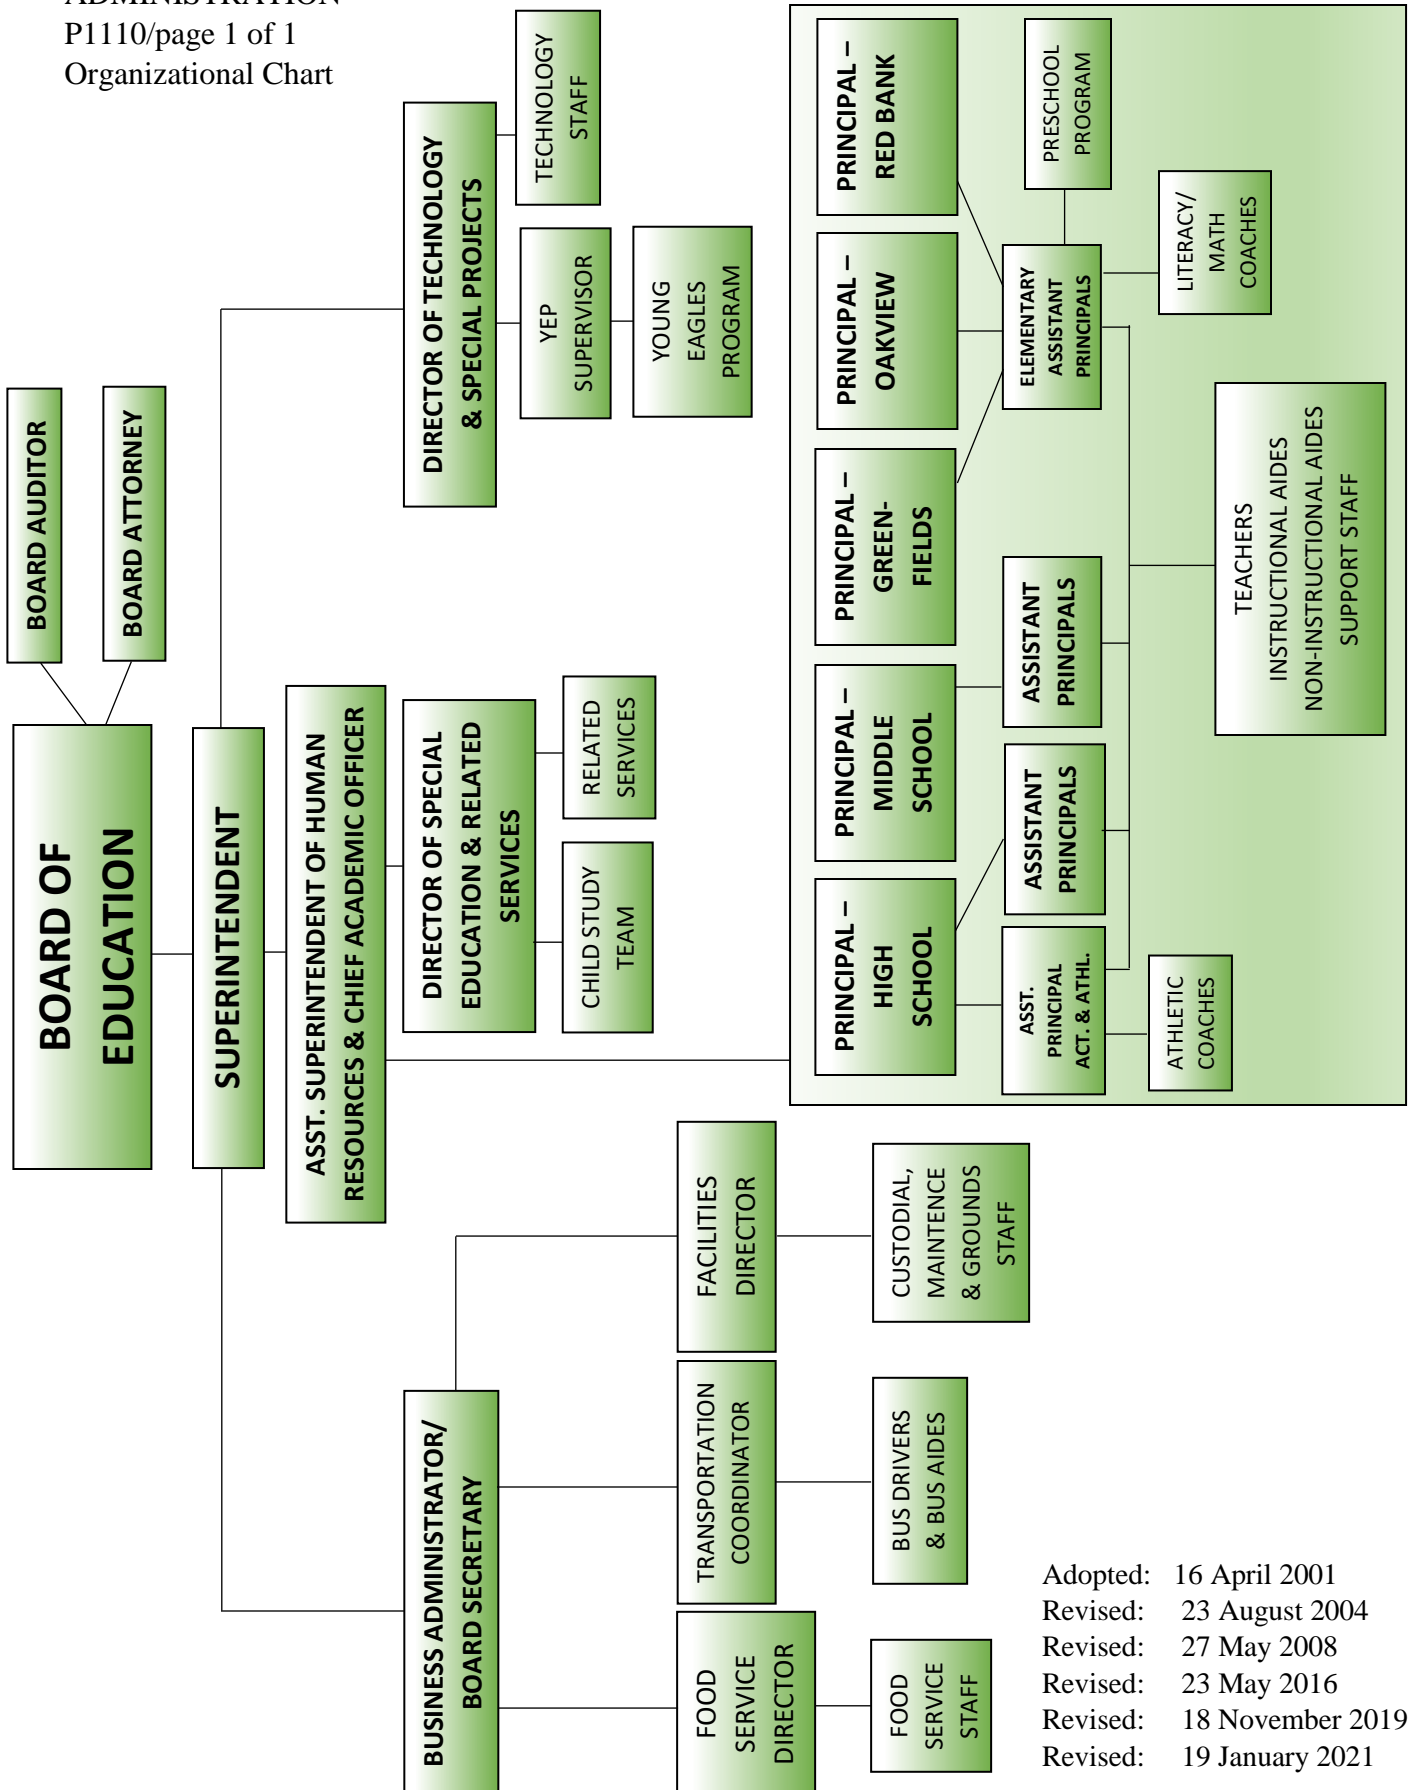 ADMINISTRATION
P1110/page 1 of 1
Organizational Chart
BOARD OF
EDUCATION
BOARD AUDITOR
BOARD ATTORNEY
SUPERINTENDENT
ASST. SUPERINTENDENT OF HUMAN
RESOURCES & CHIEF ACADEMIC OFFICER
BUSINESS ADMINISTRATOR/
BOARD SECRETARY
DIRECTOR OF SPECIAL
EDUCATION & RELATED
SERVICES
DIRECTOR OF TECHNOLOGY
& SPECIAL PROJECTS
CHILD STUDY
TEAM
RELATED
SERVICES
YEP
SUPERVISOR
TECHNOLOGY
STAFF
YOUNG
EAGLES
PROGRAM
FOOD
SERVICE
DIRECTOR
TRANSPORTATION
COORDINATOR
FACILITIES
DIRECTOR
FOOD
SERVICE
STAFF
BUS DRIVERS
& BUS AIDES
CUSTODIAL,
MAINTENCE
& GROUNDS
STAFF
PRINCIPAL –
HIGH
SCHOOL
PRINCIPAL –
MIDDLE
SCHOOL
PRINCIPAL –
GREEN-
FIELDS
PRINCIPAL –
OAKVIEW
PRINCIPAL –
RED BANK
ASST.
PRINCIPAL
ACT. & ATHL.
ASSISTANT
PRINCIPALS
ASSISTANT
PRINCIPALS
ELEMENTARY
ASSISTANT
PRINCIPALS
PRESCHOOL
PROGRAM
ATHLETIC
COACHES
LITERACY/
MATH
COACHES
TEACHERS
INSTRUCTIONAL AIDES
NON-INSTRUCTIONAL AIDES
SUPPORT STAFF
Adopted: 16 April 2001
Revised: 23 August 2004
Revised: 27 May 2008
Revised: 23 May 2016
Revised: 18 November 2019
Revised: 19 January 2021